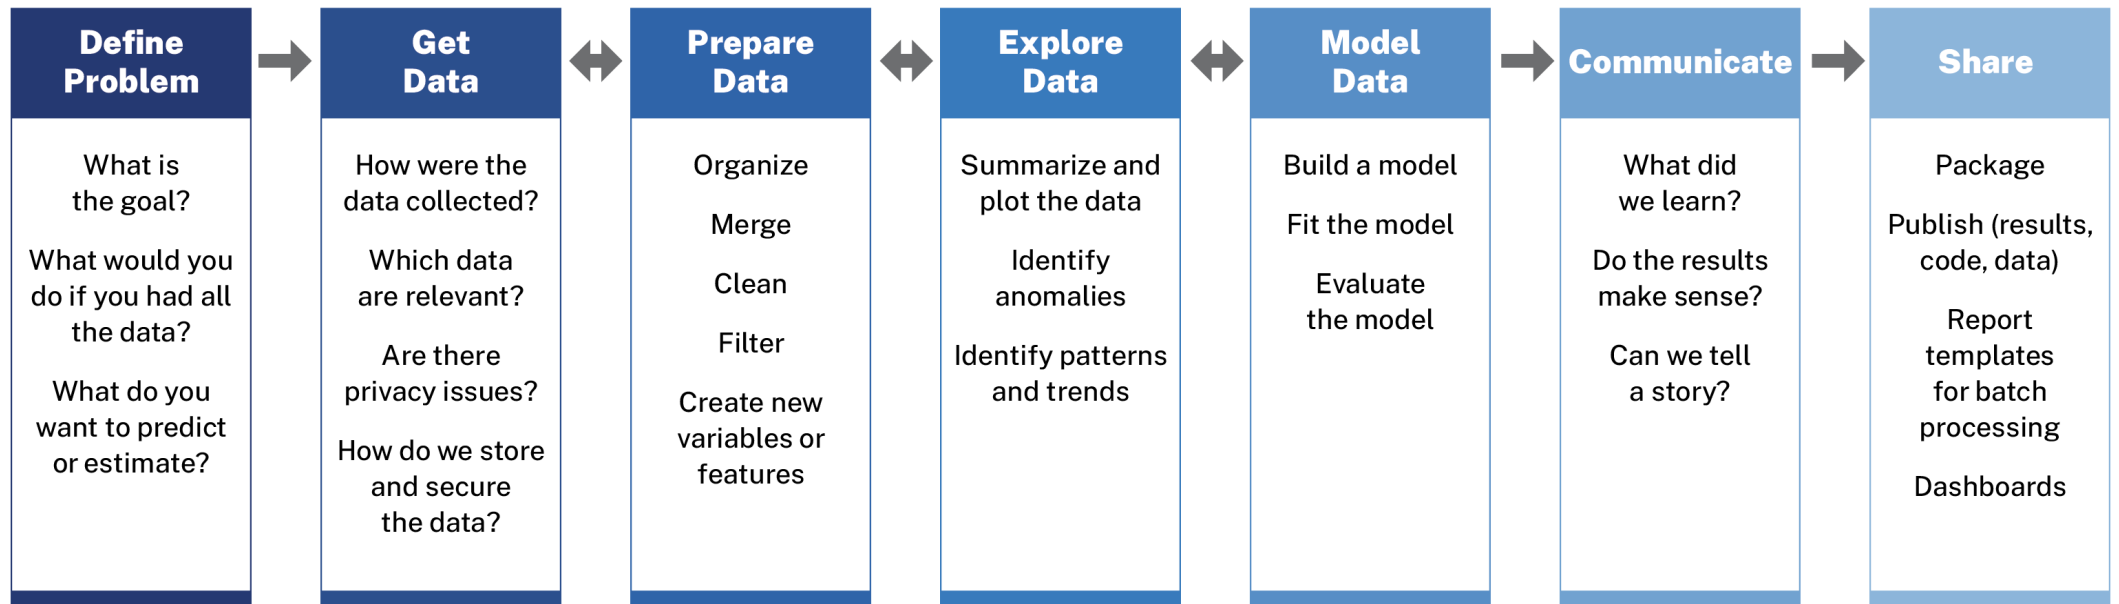 Define
Problem
What is
the goal?
What would you
do if you had all
the data?
What do you
want to predict
or estimate?
Get
Data
How were the
data collected?
Which data
are relevant?
Are there
privacy issues?
How do we store
and secure
the data?
Prepare
Data
Organize
Merge
Clean
Filter
Create new
variables or
features
Explore
Data
Summarize and
plot the data
Identify
anomalies
Identify patterns
and trends
Model
Data
Build a model
Fit the model
Evaluate
the model
Communicate
What did
we learn?
Do the results
make sense?
Can we tell
a story?
Share
Package
Publish (results,
code, data)
Report
templates
for batch
processing
Dashboards